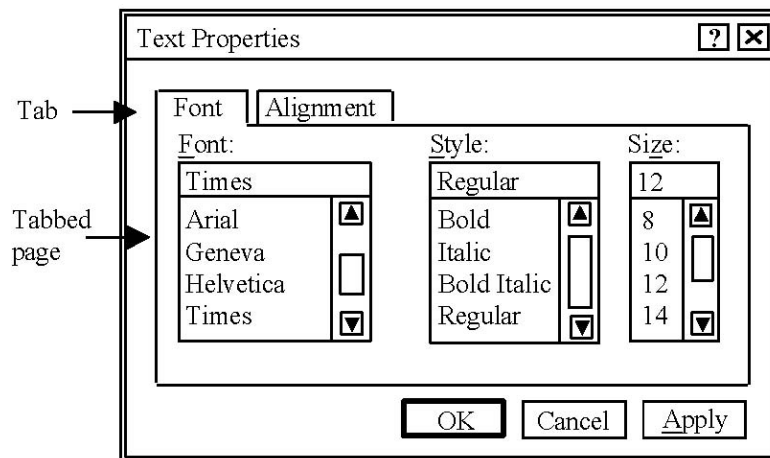 Text Properties
?
Tab
Font Alignment
Font: Style: Size:
Times Regular 12
Tabbed
page
Arial Bold 8
Geneva Italic 10
Helvetica Bold Italic 12
Times Regular 14
OK Cancel Apply